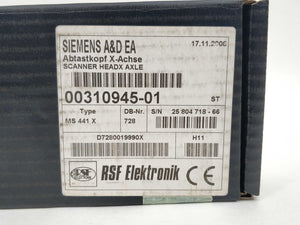 SIEMENS A&D EA
17.11.2006
Abtastkopf X-Achse
SCANNER HEADX AXLE
00310945-01
ST
Type DB-Nr. S/N 25 804 718 - 66
MS 441 X 728
D7280019990X H11
RSF Elektronik